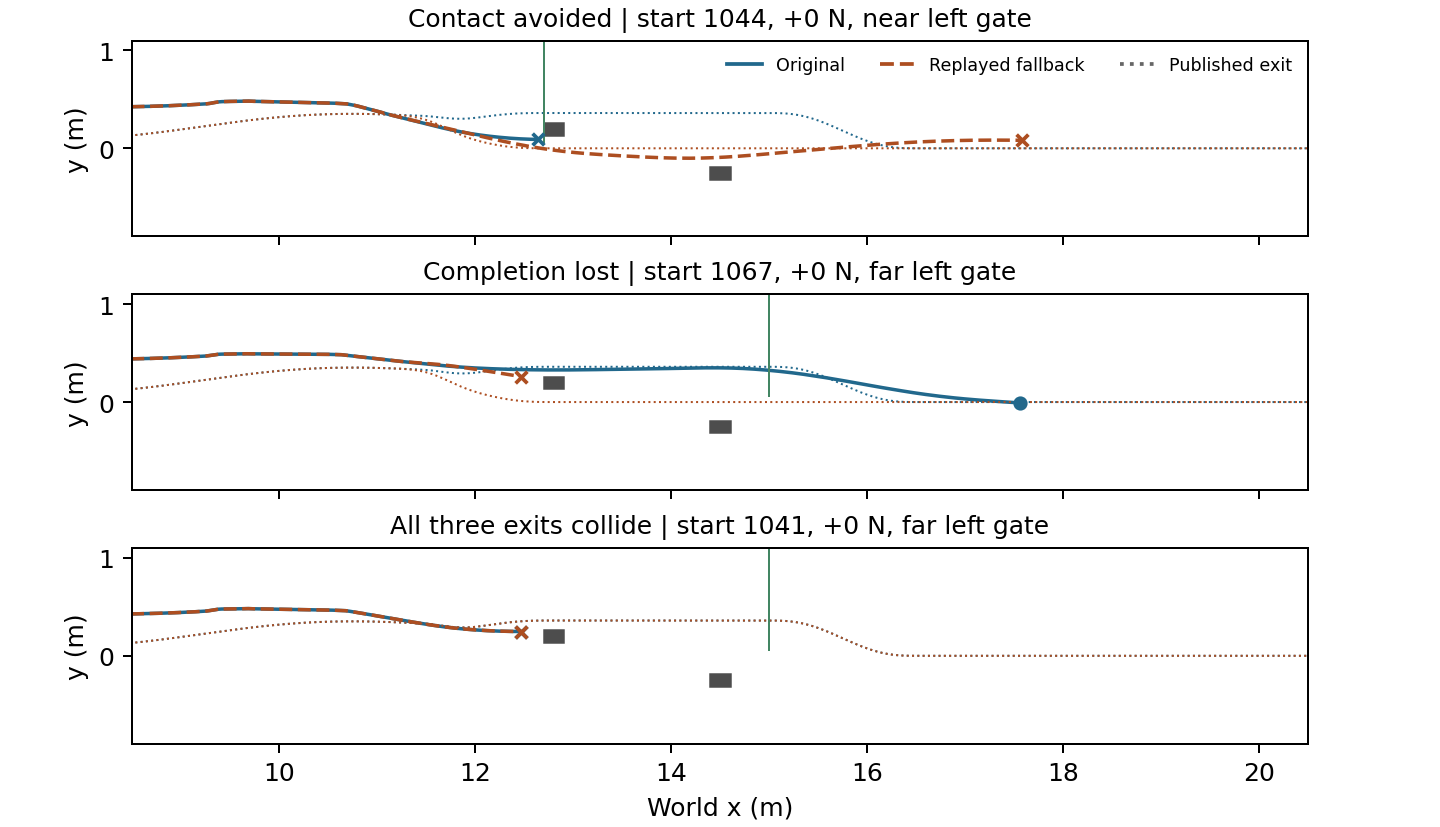 Contact avoided | start 1044, +0 N, near left gate
Original
Replayed fallback
Published exit
1
0
y (m)
Completion lost | start 1067, +0 N, far left gate
1
0
y (m)
All three exits collide | start 1041, +0 N, far left gate
1
0
y (m)
10 12 14 16 18 20
World x (m)